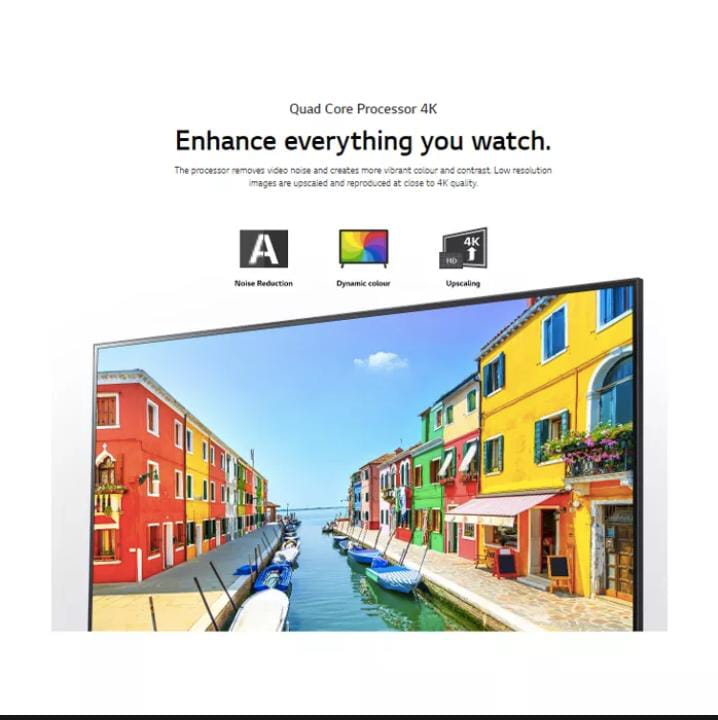 Quad Core Processor 4K
Enhance everything you watch.
The processor removes video noise and creates more vibrant colour and contrast. Low resolution
images are upscaled and reproduced at close to 4K quality.
A
4K
HD
Noise Reduction
Dynamic colour
Upscaling